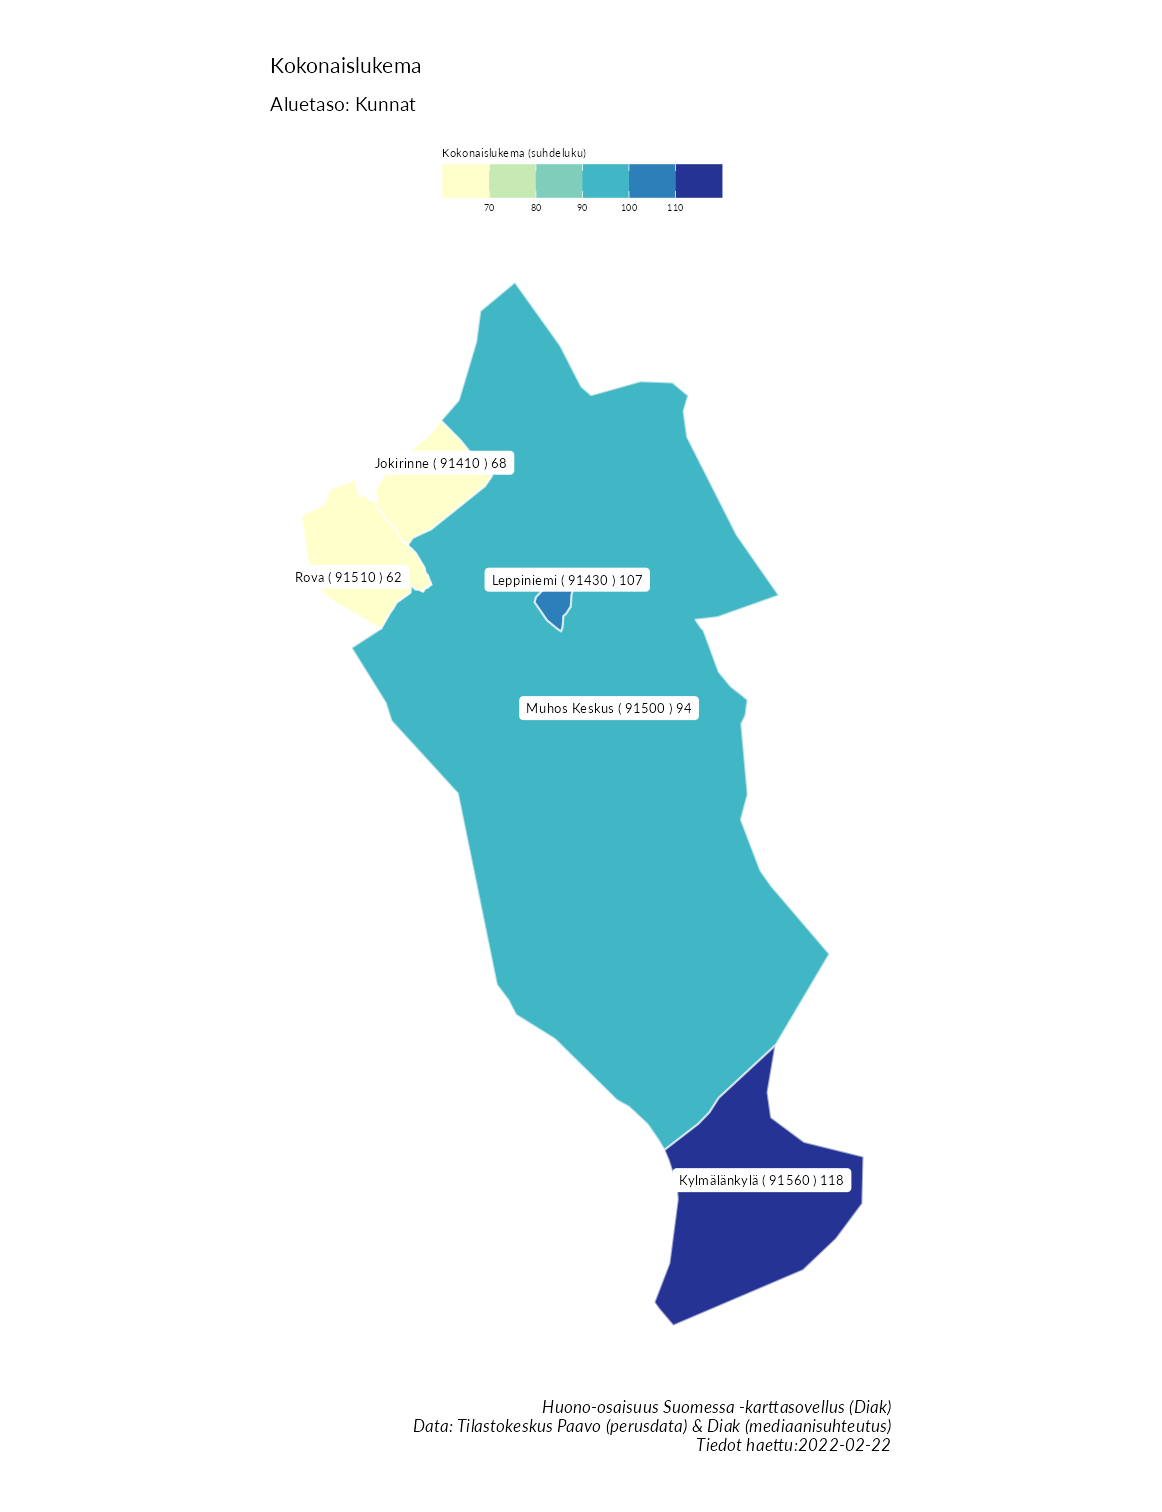 Kokonaislukema
Aluetaso: Kunnat
Kokonaislukema (suhdeluku)
70 80 90 100 110
Jokirinne ( 91410 ) 68
Rova ( 91510 ) 62
Leppiniemi ( 91430 ) 107
Muhos Keskus ( 91500 ) 94
Kylmälänkylä ( 91560 ) 118
Huono-osaisuus Suomessa -karttasovellus (Diak)
Data: Tilastokeskus Paavo (perusdata) & Diak (mediaanisuhteutus)
Tiedot haettu:2022-02-22